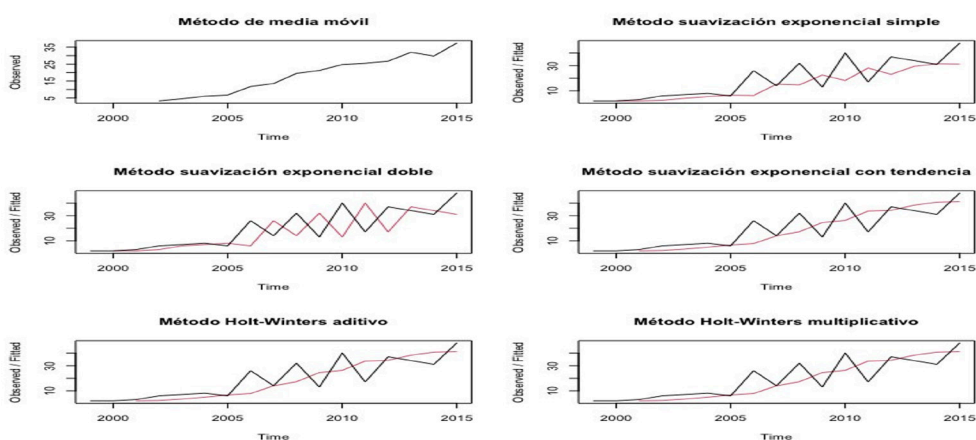 Método de media móvil
Observed
5 15 25 35
2000 2005 2010 2015
Time
Método suavización exponencial simple
Observed / Fitted
10 30
2000 2005 2010 2015
Time
Método suavización exponencial doble
Observed / Fitted
10 30
2000 2005 2010 2015
Time
Método suavización exponencial con tendencia
Observed / Fitted
10 30
2000 2005 2010 2015
Time
Método Holt-Winters aditivo
Observed / Fitted
10 30
2000 2005 2010 2015
Time
Método Holt-Winters multiplicativo
Observed / Fitted
10 30
2000 2005 2010 2015
Time